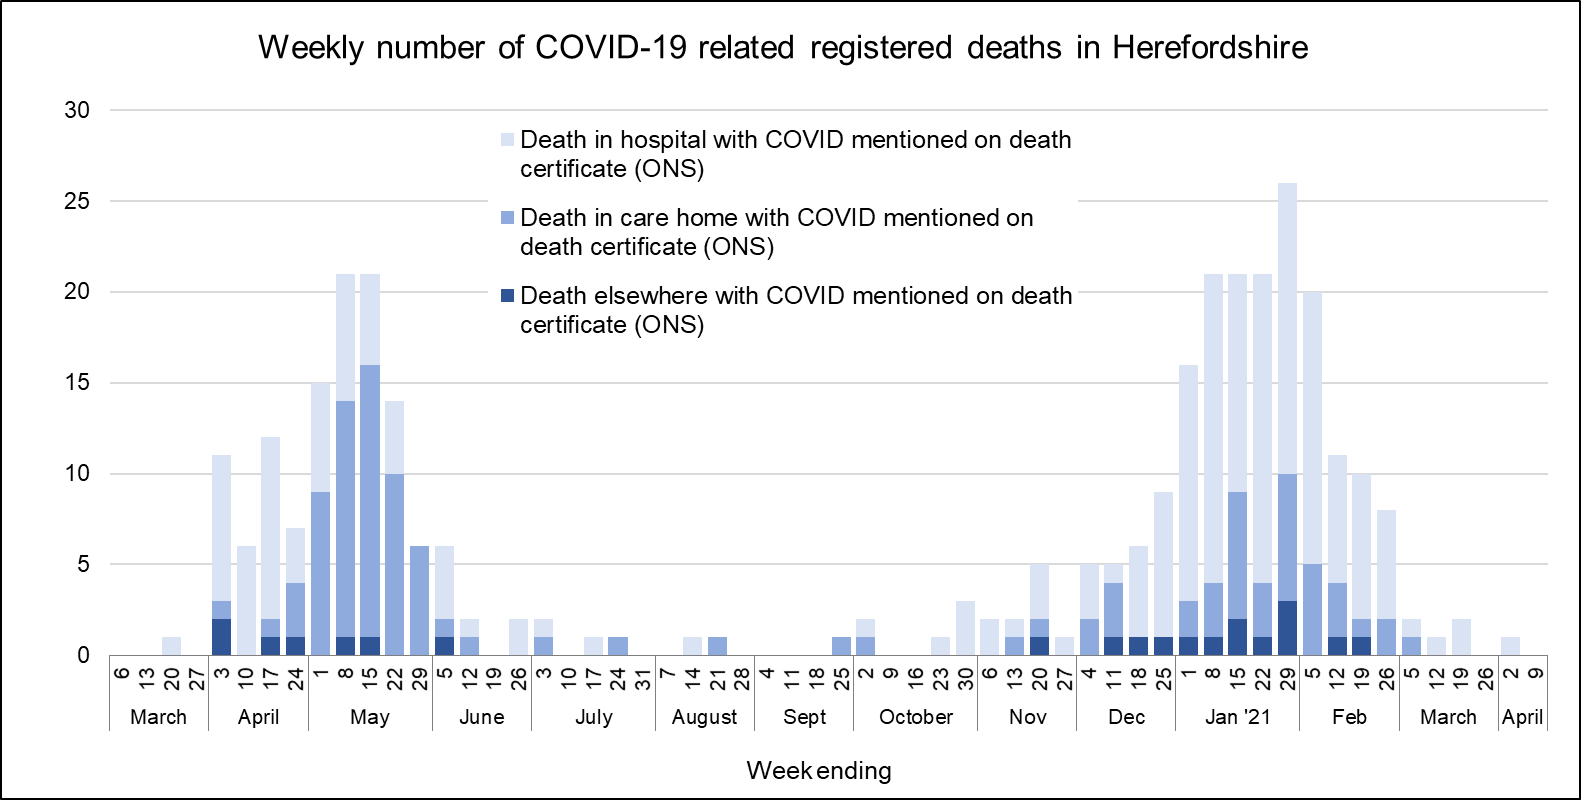 Weekly number of COVID-19 related registered deaths in Herefordshire
30
25
20
15
10
5
0
Death in hospital with COVID mentioned on death
certificate (ONS)
Death in care home with COVID mentioned on
death certificate (ONS)
Death elsewhere with COVID mentioned on death
certificate (ONS)
6 13 20 27 3 10 17 24 1 8 15 22 29 5 12 19 26 3 10 17 24 31 7 14 21 28 4 11 18 25 2 9 16 23 30 6 13 20 27 4 11 18 25 1 8 15 22 29 5 12 19 26 5 12 19 26 2 9
March April May June July August Sept October Nov Dec Jan '21 Feb March April
Week ending